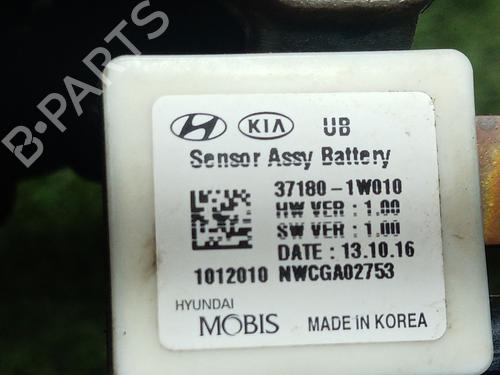 B-PARTS
KIA UB
Sensor Assy Battery
37180-1W010
HW VER : 1.00
SW VER : 1.00
DATE : 13.10.16
1012010 NWCGA02753
HYUNDAI
MOBIS MADE IN KOREA